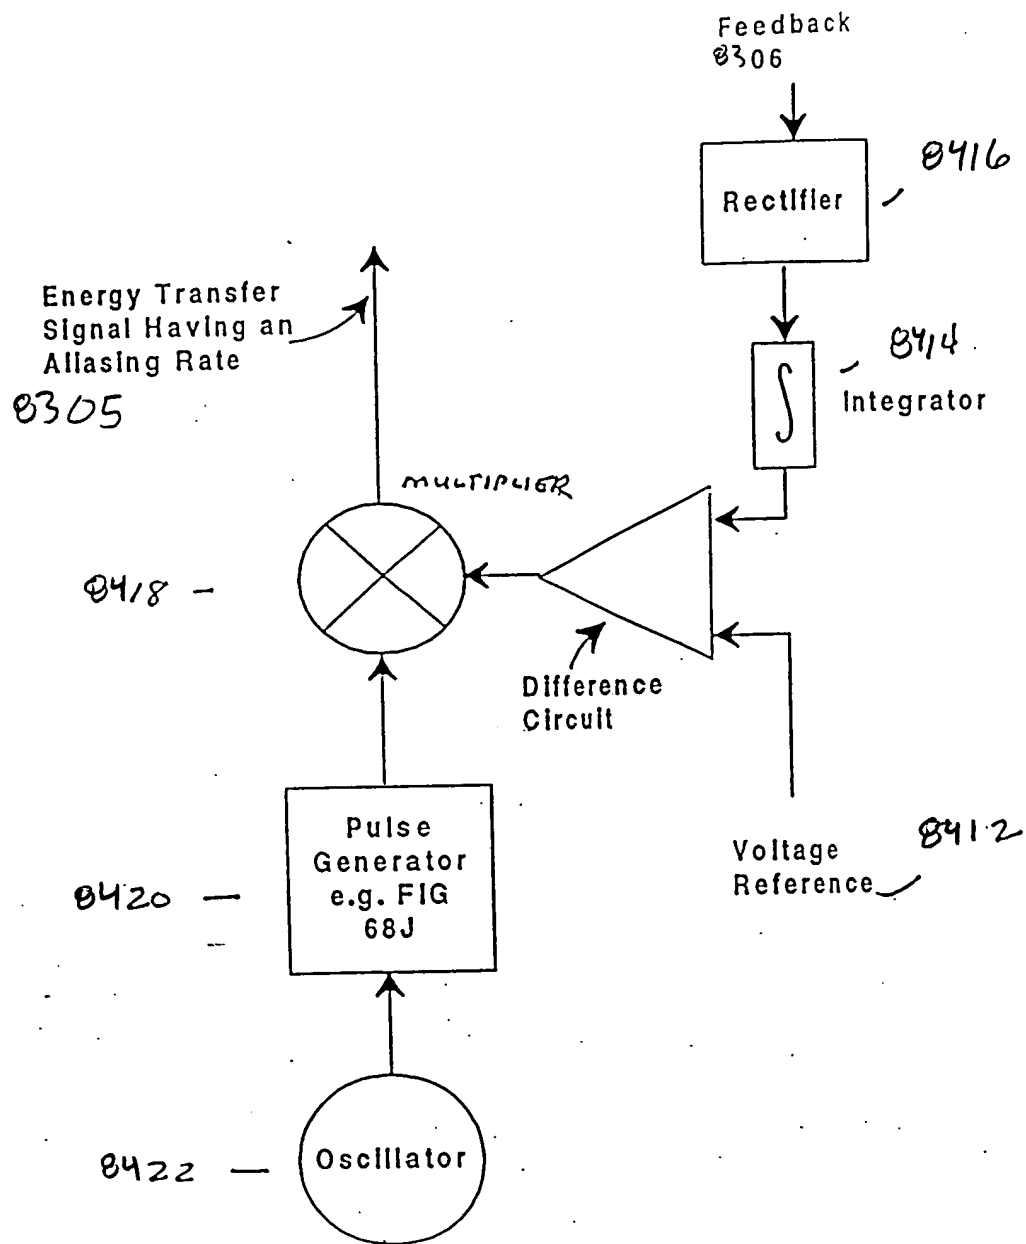 Feedback
8306
Rectifier
8416
Energy Transfer
Signal Having an
Aliasing Rate
8305
8414
∫
Integrator
MULTIPLIER
8418
Difference
Circuit
Pulse
Generator
e.g. FIG
68J
8420
Voltage
Reference
8412
Oscillator
8422